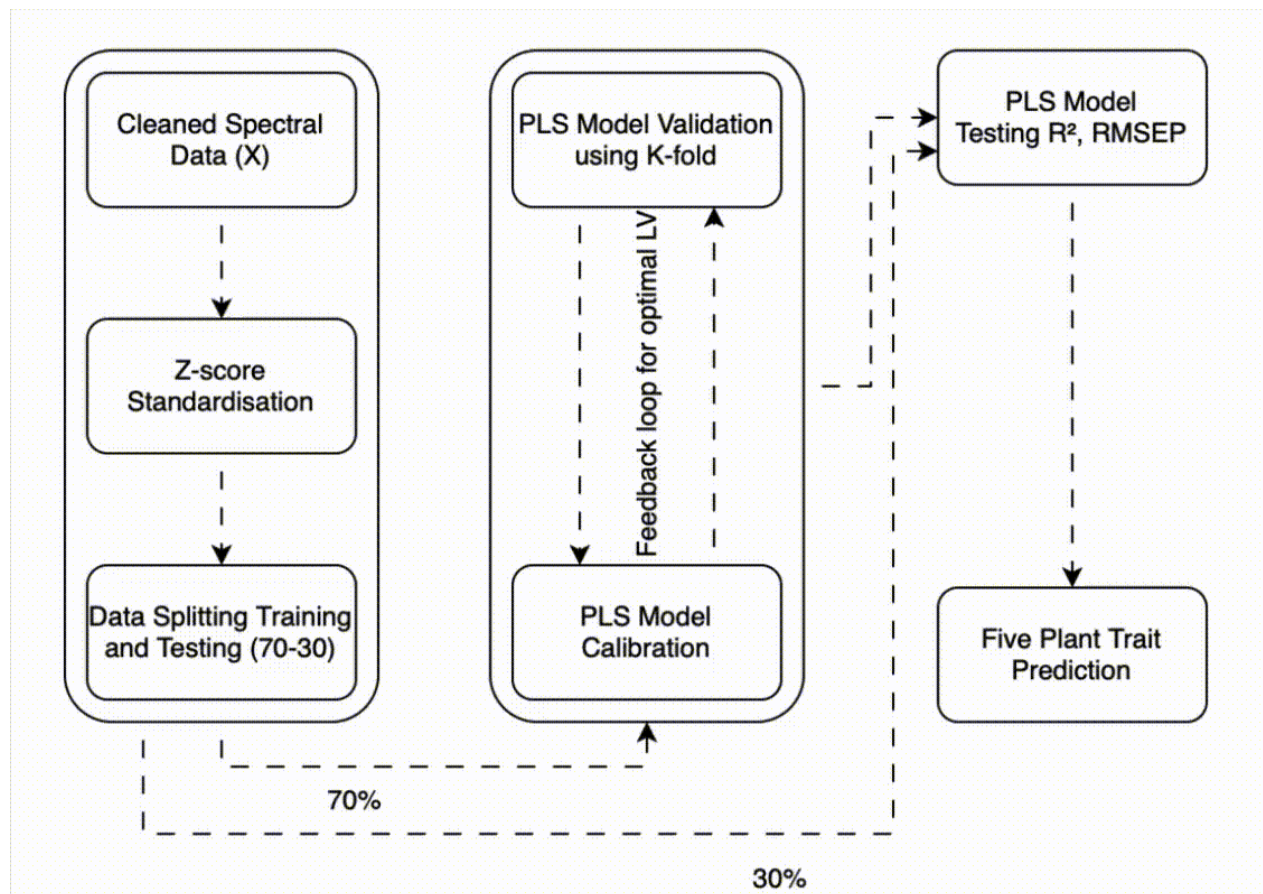 Cleaned Spectral
Data (X)
Z-score
Standardisation
Data Splitting Training
and Testing (70-30)
PLS Model Validation
using K-fold
Feedback loop for optimal LV
PLS Model
Calibration
PLS Model
Testing R², RMSEP
Five Plant Trait
Prediction
70%
30%